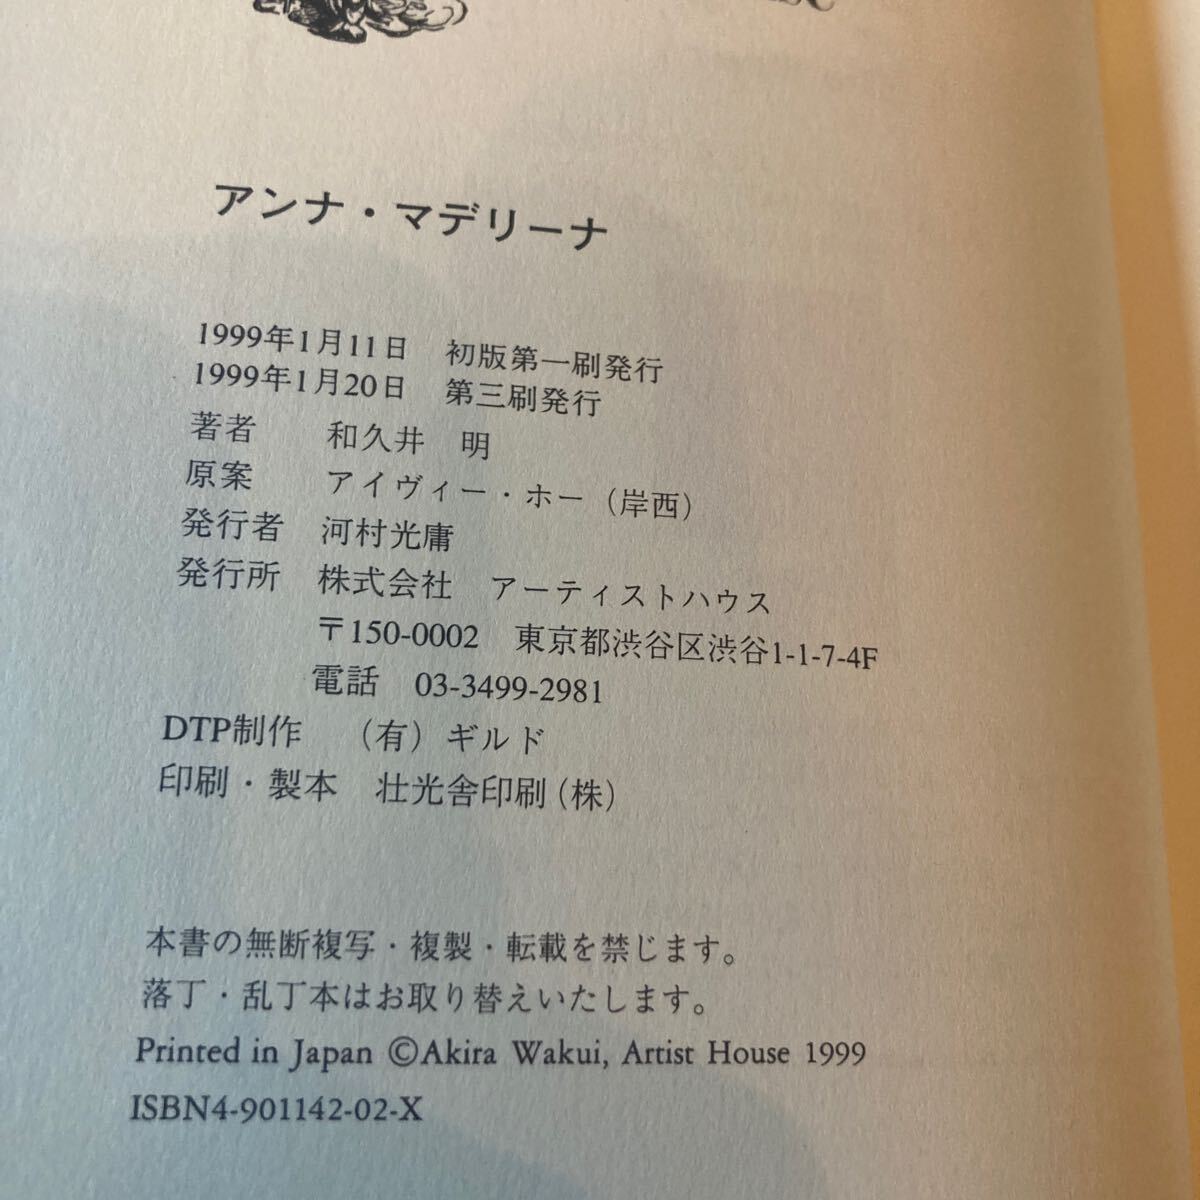 アンナ・マデリーナ
1999年1月11日　初版第一刷発行
1999年1月20日　第三刷発行
著者　和久井　明
原案　アイヴィー・ホー（岸西）
発行者　河村光庸
発行所　株式会社　アーティストハウス
〒150-0002　東京都渋谷区渋谷1-1-7-4F
電話　03-3499-2981
DTP制作　（有）ギルド
印刷・製本　壮光舎印刷（株）
本書の無断複写・複製・転載を禁じます。
落丁・乱丁本はお取り替えいたします。
Printed in Japan ©Akira Wakui, Artist House 1999
ISBN4-901142-02-X